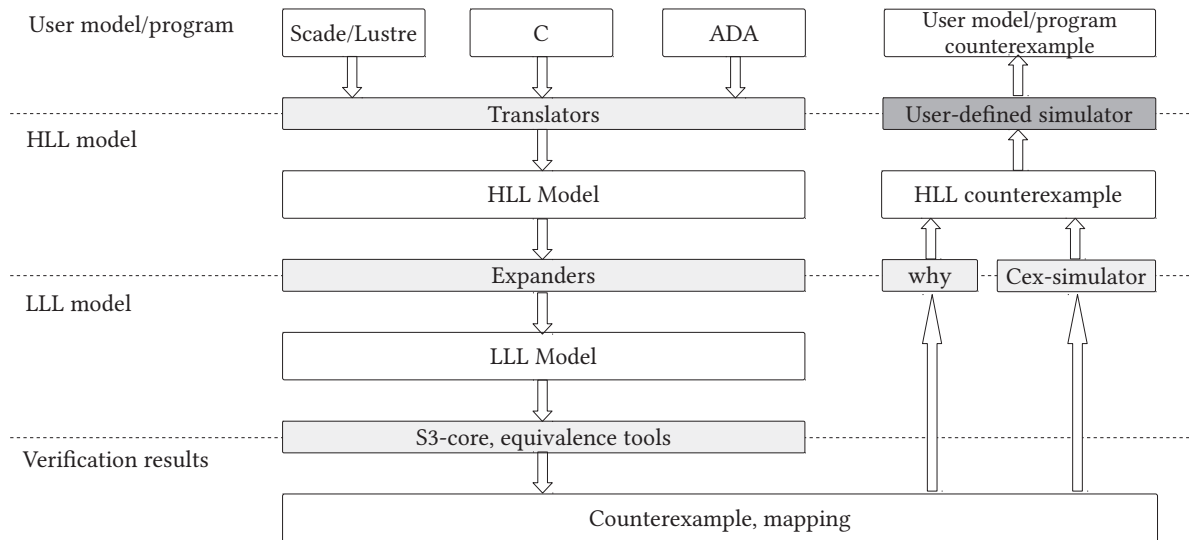 User model/program
Scade/Lustre
C
ADA
User model/program
counterexample
Translators
User-defined simulator
HLL model
HLL Model
HLL counterexample
Expanders
why
Cex-simulator
LLL model
LLL Model
S3-core, equivalence tools
Verification results
Counterexample, mapping